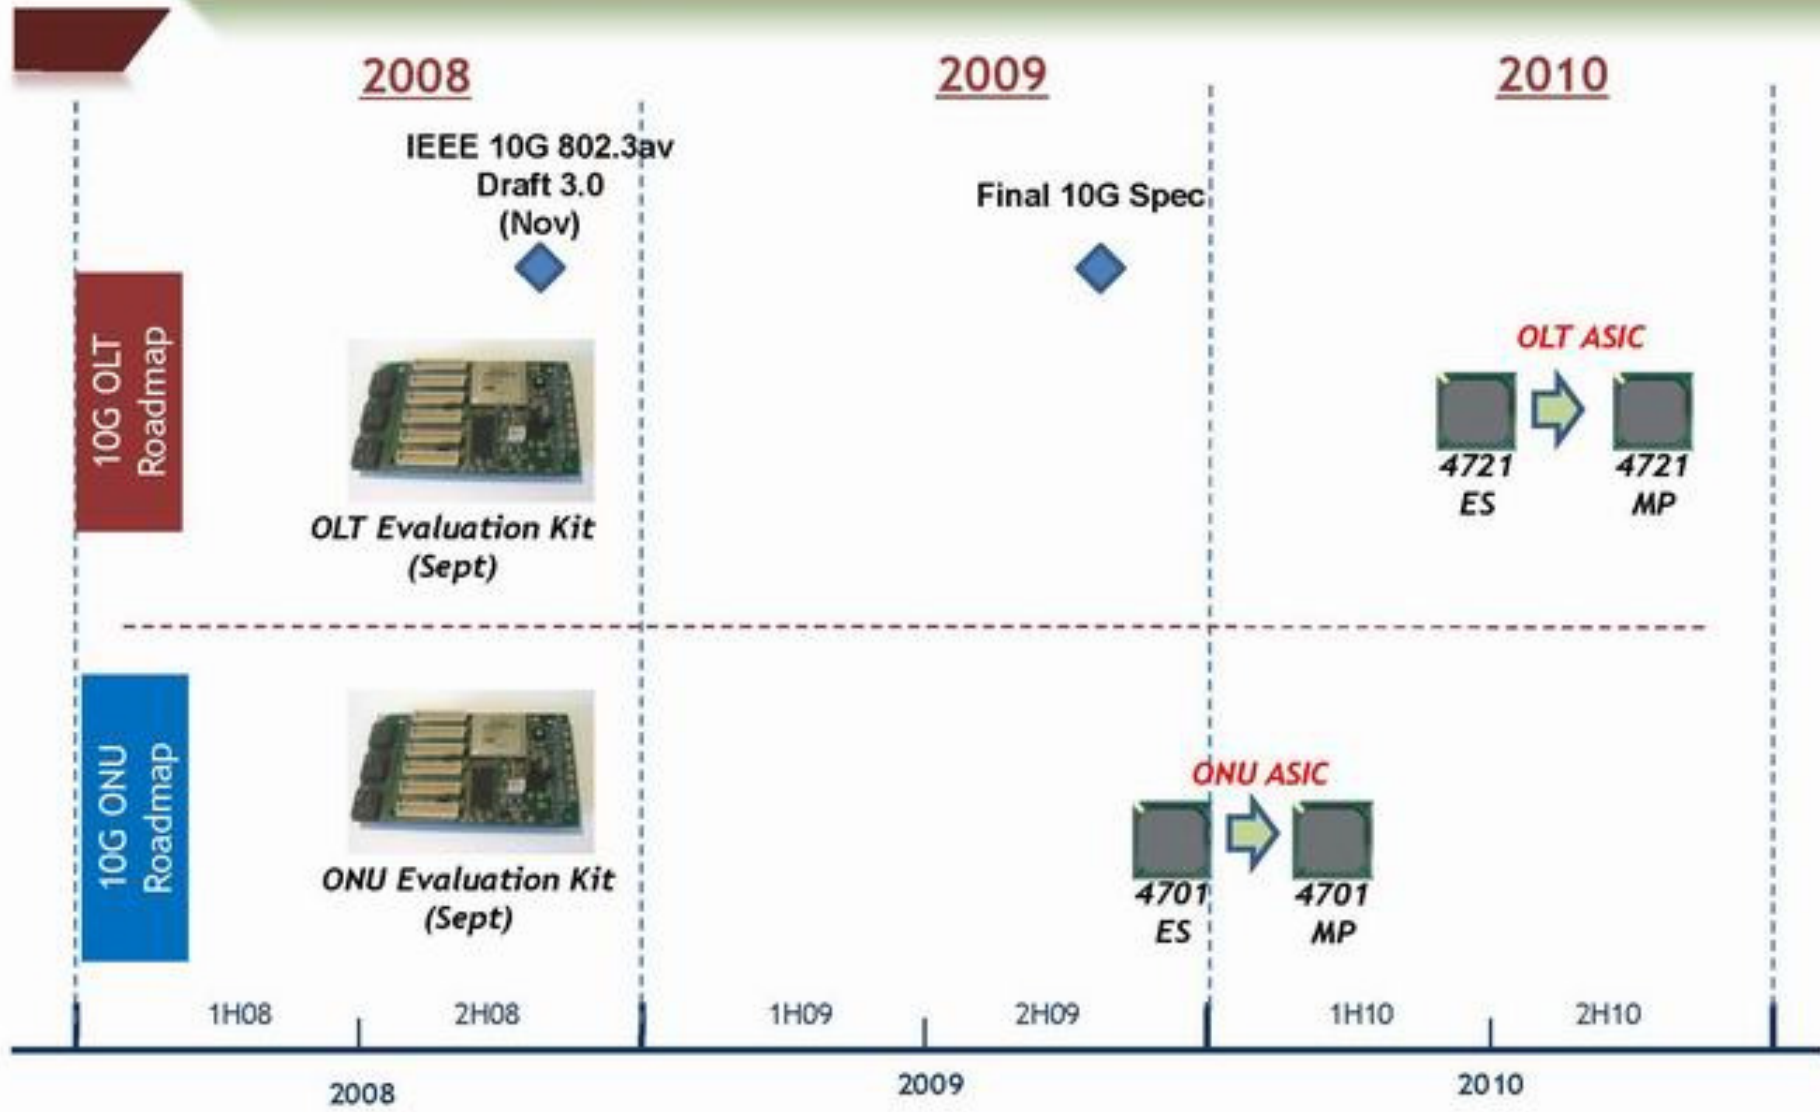 2008
2009
2010
IEEE 10G 802.3av
Draft 3.0
(Nov)
Final 10G Spec
10G OLT
Roadmap
OLT Evaluation Kit
(Sept)
OLT ASIC
4721
ES
4721
MP
10G ONU
Roadmap
ONU Evaluation Kit
(Sept)
ONU ASIC
4701
ES
4701
MP
1H08
2H08
1H09
2H09
1H10
2H10
2008
2009
2010